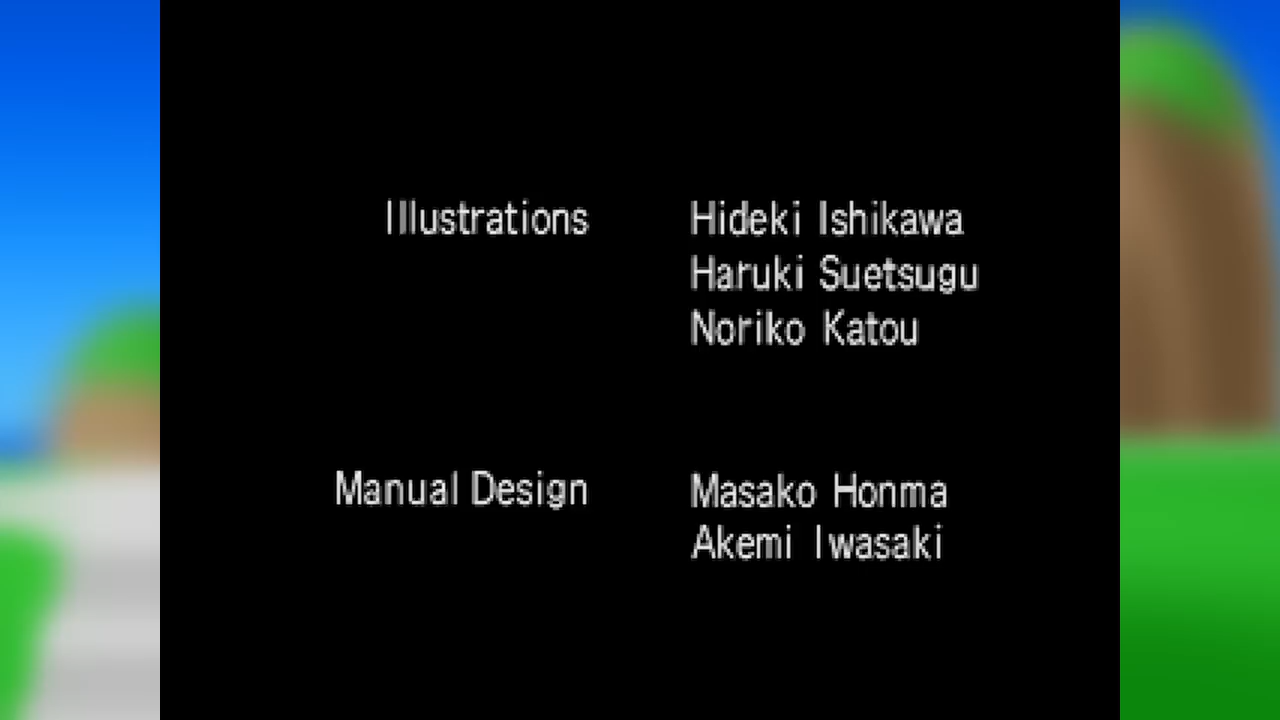 Illustrations Hideki Ishikawa
Haruki Suetsugu
Noriko Katou
Manual Design Masako Honma
Akemi Iwasaki